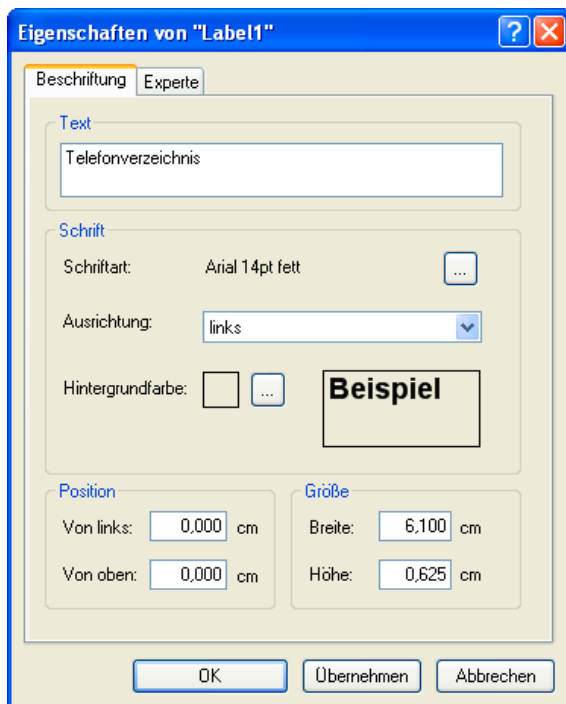 Eigenschaften von "Label1"
Beschriftung Experte
Text
Telefonverzeichnis
Schrift
Schriftart: Arial 14pt fett ...
Ausrichtung: links
Hintergrundfarbe: ... Beispiel
Position Größe
Von links: 0,000 cm Breite: 6,100 cm
Von oben: 0,000 cm Höhe: 0,625 cm
OK Übernehmen Abbrechen